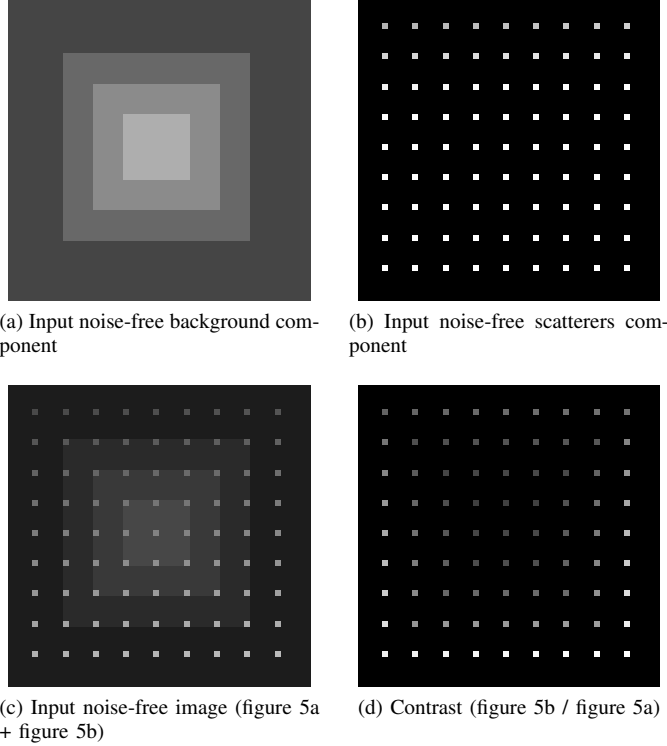 (a) Input noise-free background com-
ponent
(b) Input noise-free scatterers com-
ponent
(c) Input noise-free image (figure 5a
+ figure 5b)
(d) Contrast (figure 5b / figure 5a)